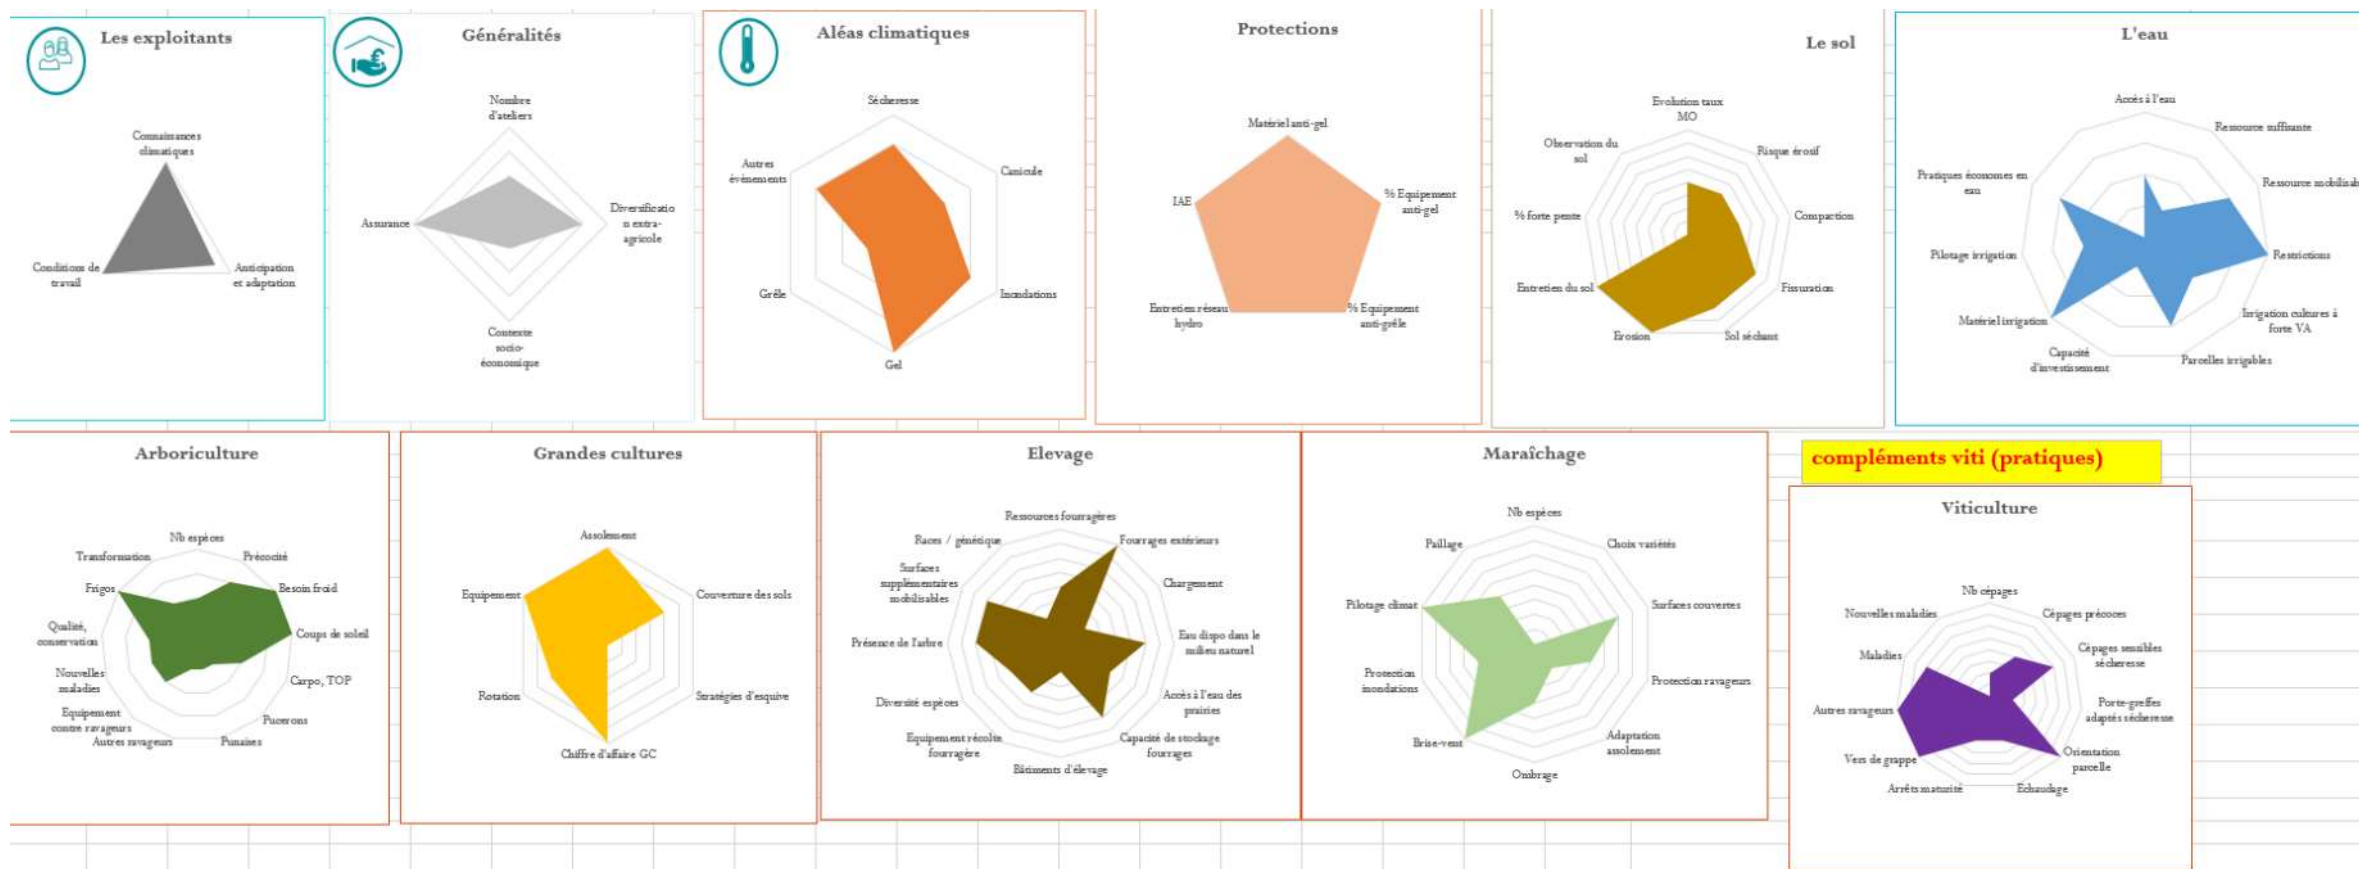 Les exploitants
Connaissances
climatiques
Conditions de
travail
Anticipation
et adaptation
Généralités
Nombre
d'ateliers
Assurance
Diversificatio
n extra-
agricole
Contexte
socio-
économique
Aléas climatiques
Sécheresse
Autres
événements
Canicule
Grêle
Inondations
Gel
Protections
Matériel anti-gel
IAE
% Equipement
anti-gel
Entretien réseau
hydro
% Equipement
anti-grêle
Le sol
Evolution taux
MO
Observation du
sol
Risque érosif
% forte pente
Compaction
Entretien du sol
Fissuration
Erosion
Sol séchant
L'eau
Accès à l'eau
Ressource suffisante
Pratiques économes en
eau
Ressource mobilisab
Pilotage irrigation
Restrictions
Matériel irrigation
Irrigation cultures à
forte VA
Capacité
d'investissement
Parcelles irrigables
Arboriculture
Nb espèces
Transformation
Précocité
Frigos
Besoin froid
Qualité,
conservation
Coups de soleil
Nouvelles
maladies
Carpo, TOP
Equipement
contre ravageurs
Pucerons
Autres ravageurs
Punaises
Grandes cultures
Assolement
Equipement
Couverture des sols
Rotation
Stratégies d'esquive
Chiffre d'affaire GC
Elevage
Ressources fourragères
Races / génétique
Fourrages extérieurs
Surfaces
supplémentaires
mobilisables
Chargement
Présence de l'arbre
Eau dispo dans le
milieu naturel
Diversité espèces
Accès à l'eau des
prairies
Equipement récolte
fourragère
Capacité de stockage
fourrages
Bâtiments d'élevage
Maraîchage
Nb espèces
Paillage
Choix variétés
Pilotage climat
Surfaces couvertes
Protection
inondations
Protection ravageurs
Brise-vent
Adaptation
assolement
Ombrage
compléments viti (pratiques)
Viticulture
Nb cépages
Nouvelles maladies
Cépages précoces
Maladies
Cépages sensibles
sécheresse
Autres ravageurs
Porte-greffes
adaptés sécheresse
Vers de grappe
Orientation
parcelle
Arrêts maturité
Echaudage